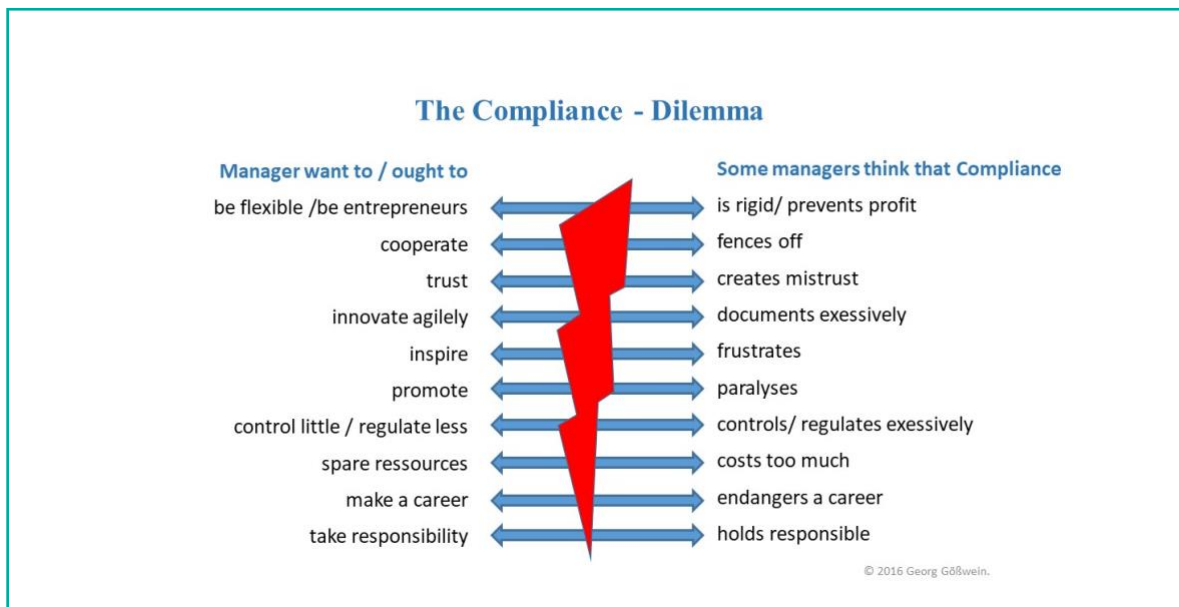 The Compliance - Dilemma
Manager want to / ought to
Some managers think that Compliance
be flexible /be entrepreneurs
is rigid/ prevents profit
cooperate
fences off
trust
creates mistrust
innovate agilely
documents exessively
inspire
frustrates
promote
paralyses
control little / regulate less
controls/ regulates exessively
spare ressources
costs too much
make a career
endangers a career
take responsibility
holds responsible
© 2016 Georg Gößwein.